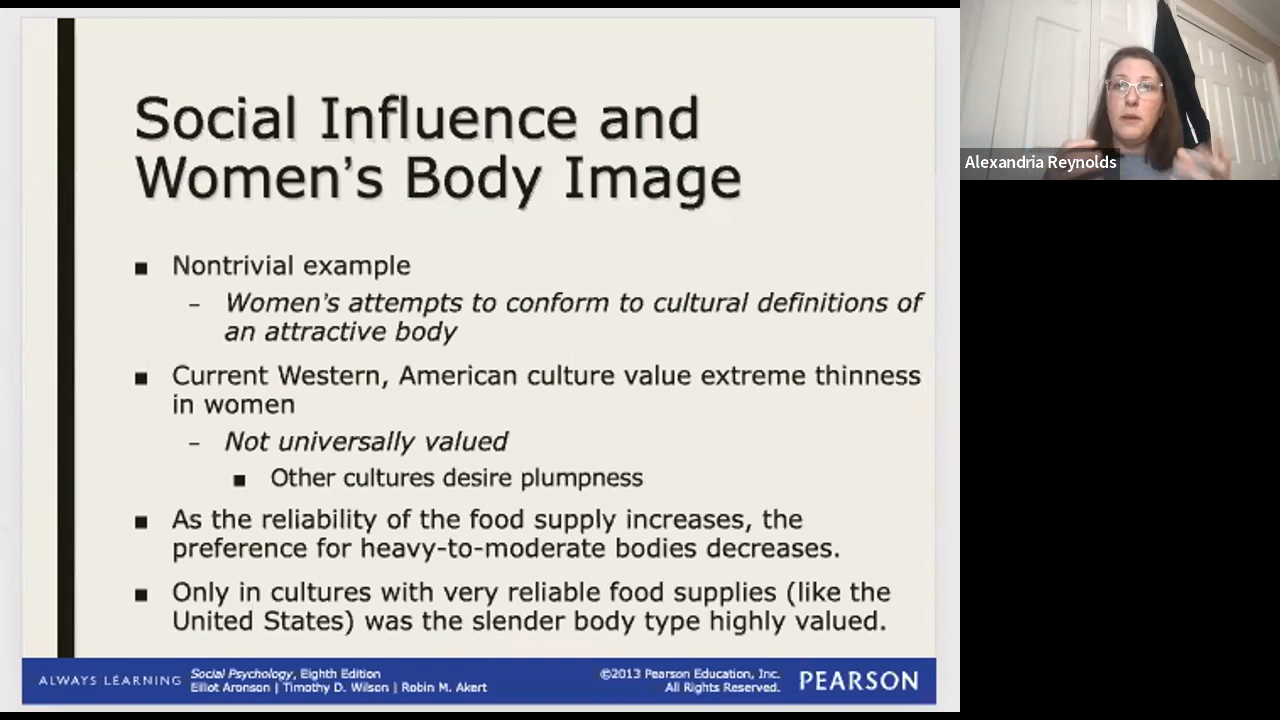 Social Influence and
Women's Body Image
■ Nontrivial example
– Women's attempts to conform to cultural definitions of
an attractive body
■ Current Western, American culture value extreme thinness
in women
– Not universally valued
■ Other cultures desire plumpness
■ As the reliability of the food supply increases, the
preference for heavy-to-moderate bodies decreases.
■ Only in cultures with very reliable food supplies (like the
United States) was the slender body type highly valued.
ALWAYS LEARNING
Social Psychology, Eighth Edition
Elliot Aronson | Timothy D. Wilson | Robin M. Akert
©2013 Pearson Education, Inc.
All Rights Reserved.
PEARSON
Alexandria Reynolds